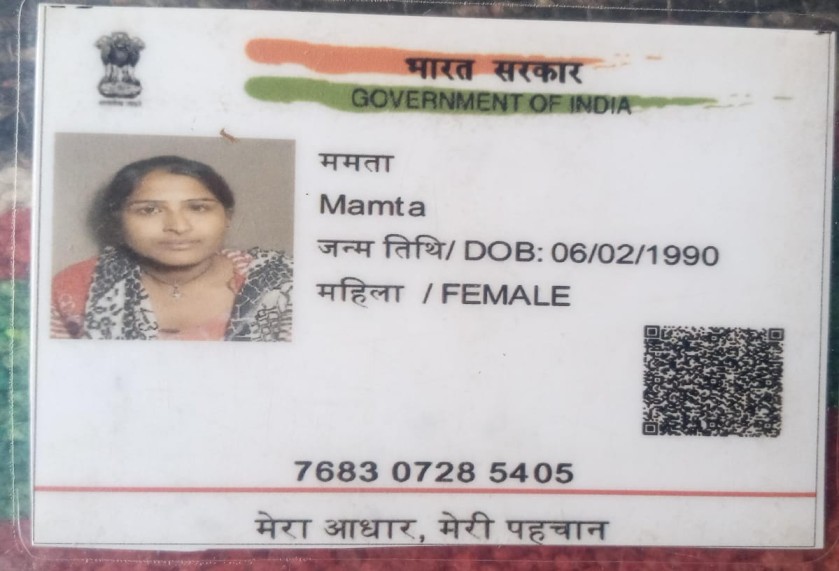 भारत सरकार
GOVERNMENT OF INDIA
ममता
Mamta
जन्म तिथि/ DOB: 06/02/1990
महिला / FEMALE
7683 0728 5405
मेरा आधार, मेरी पहचान